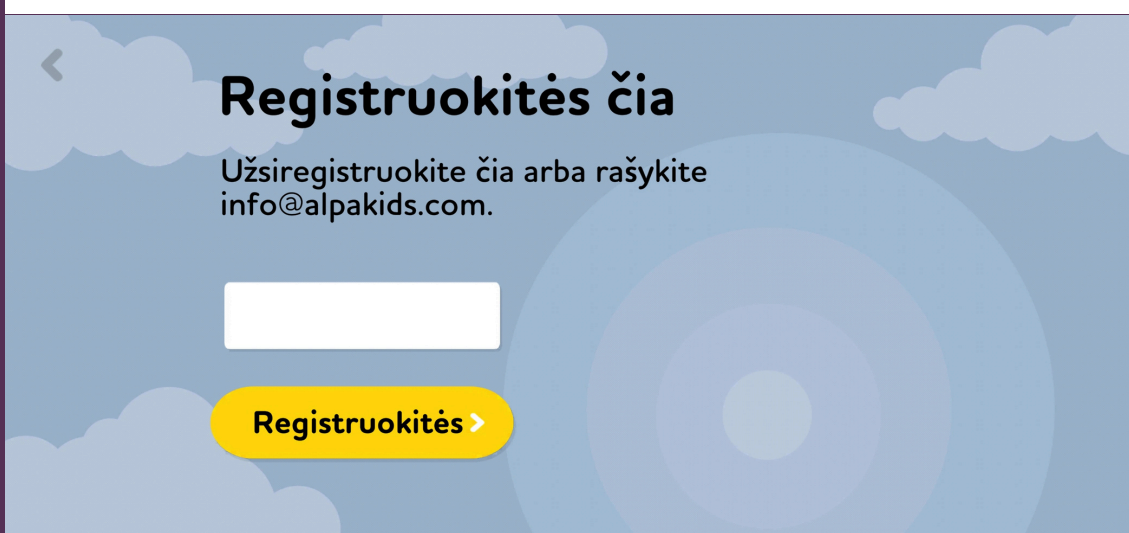 Registruokitės čia
Užsiregistruokite čia arba rašykite
info@alpakids.com.
Registruokitės